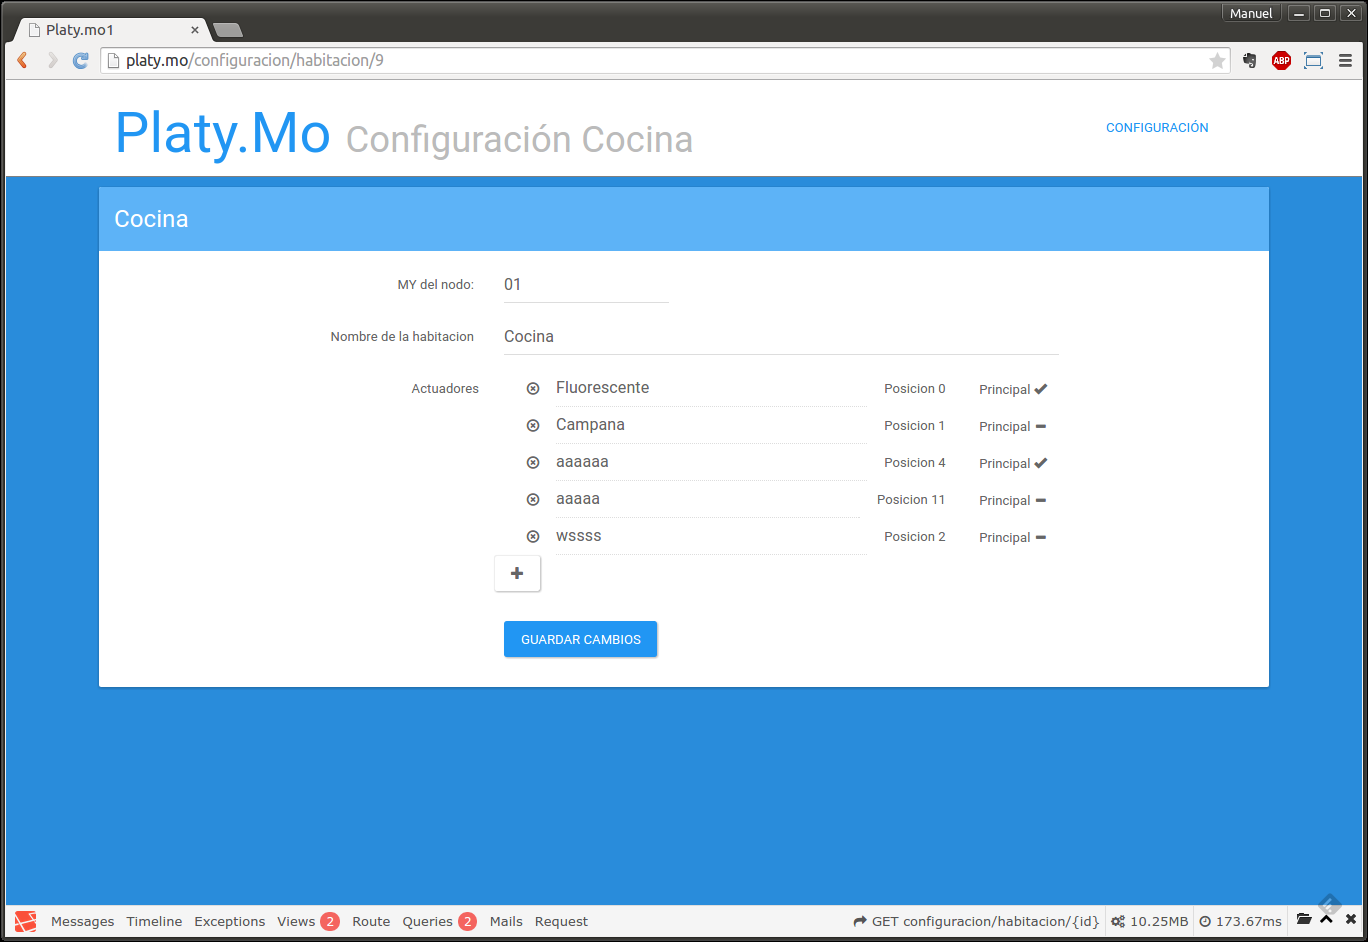 Manuel
Platy.mo1
platy.mo/configuracion/habitacion/9
ABP
Platy.Mo Configuración Cocina
CONFIGURACIÓN
Cocina
MY del nodo: 01
Nombre de la habitacion Cocina
Actuadores Fluorescente Posicion 0 Principal
Campana Posicion 1 Principal
aaaaaa Posicion 4 Principal
aaaaa Posicion 11 Principal
wssss Posicion 2 Principal
GUARDAR CAMBIOS
Messages Timeline Exceptions Views 2 Route Queries 2 Mails Request GET configuracion/habitacion/{id} 10.25MB 173.67ms